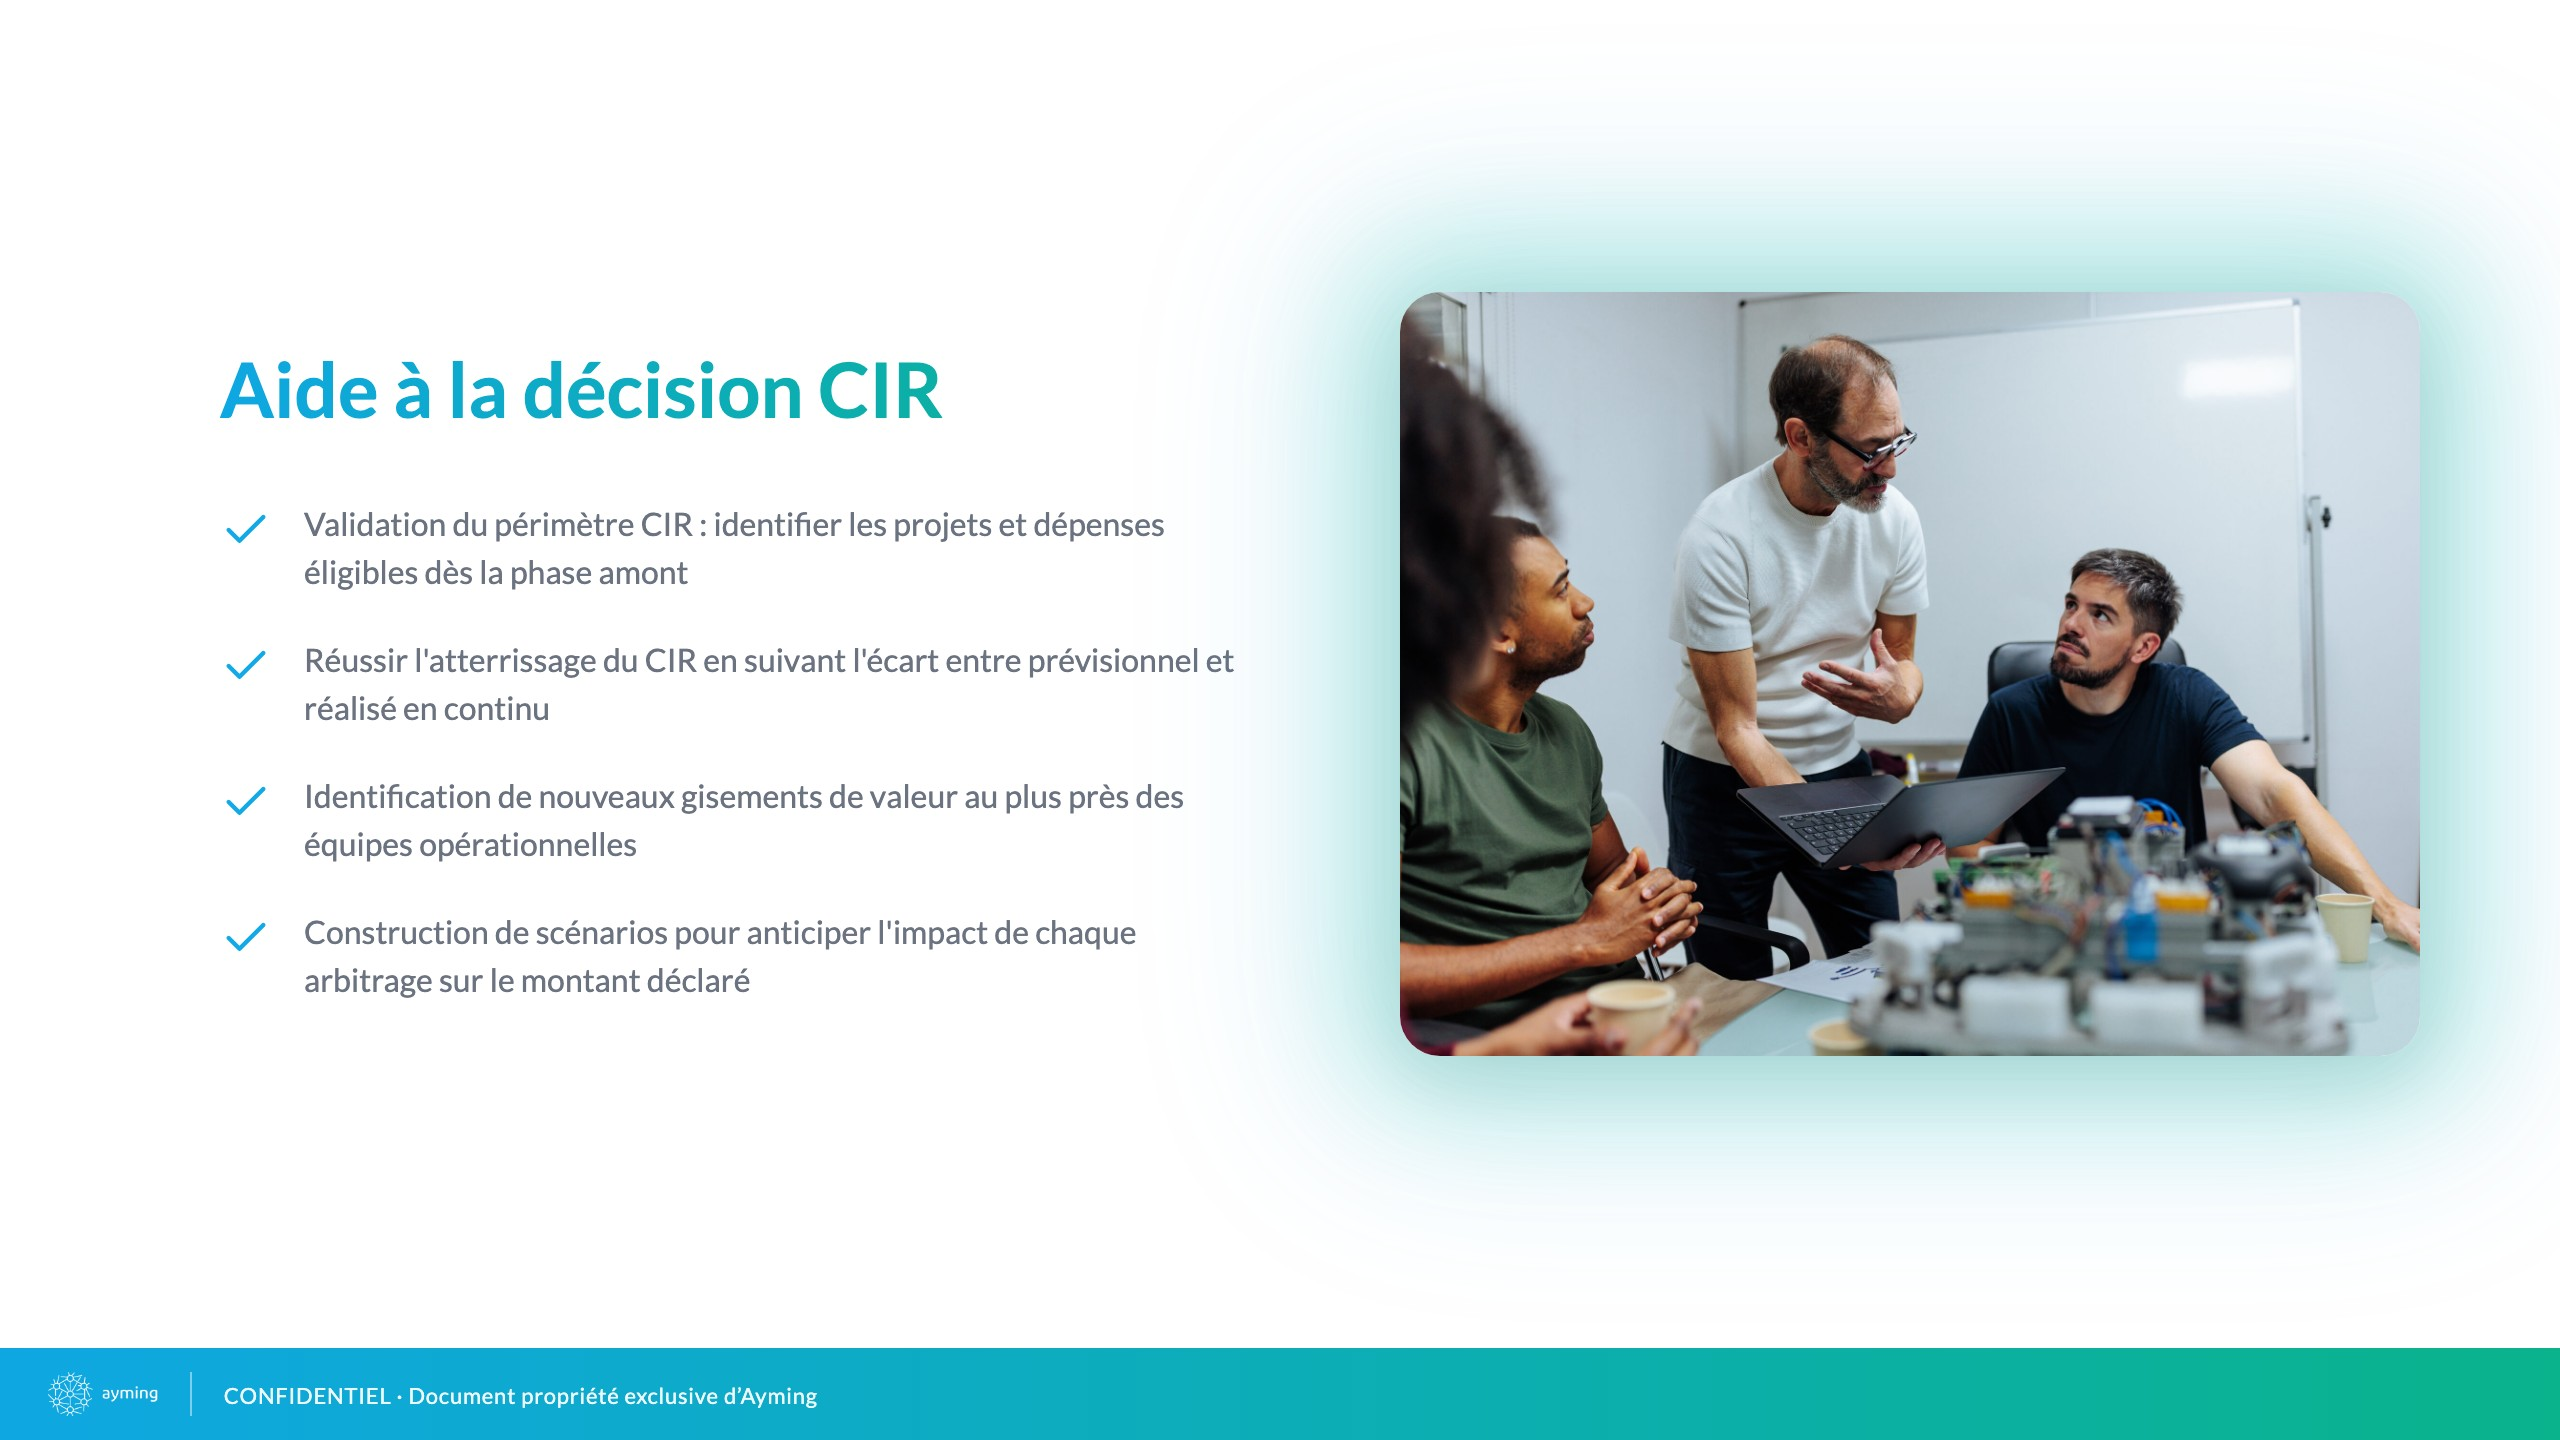 Aide à la décision CIR
Validation du périmètre CIR : identifier les projets et dépenses
éligibles dès la phase amont
Réussir l'atterrissage du CIR en suivant l'écart entre prévisionnel et
réalisé en continu
Identification de nouveaux gisements de valeur au plus près des
équipes opérationnelles
Construction de scénarios pour anticiper l'impact de chaque
arbitrage sur le montant déclaré
ayming
CONFIDENTIEL · Document propriété exclusive d’Ayming